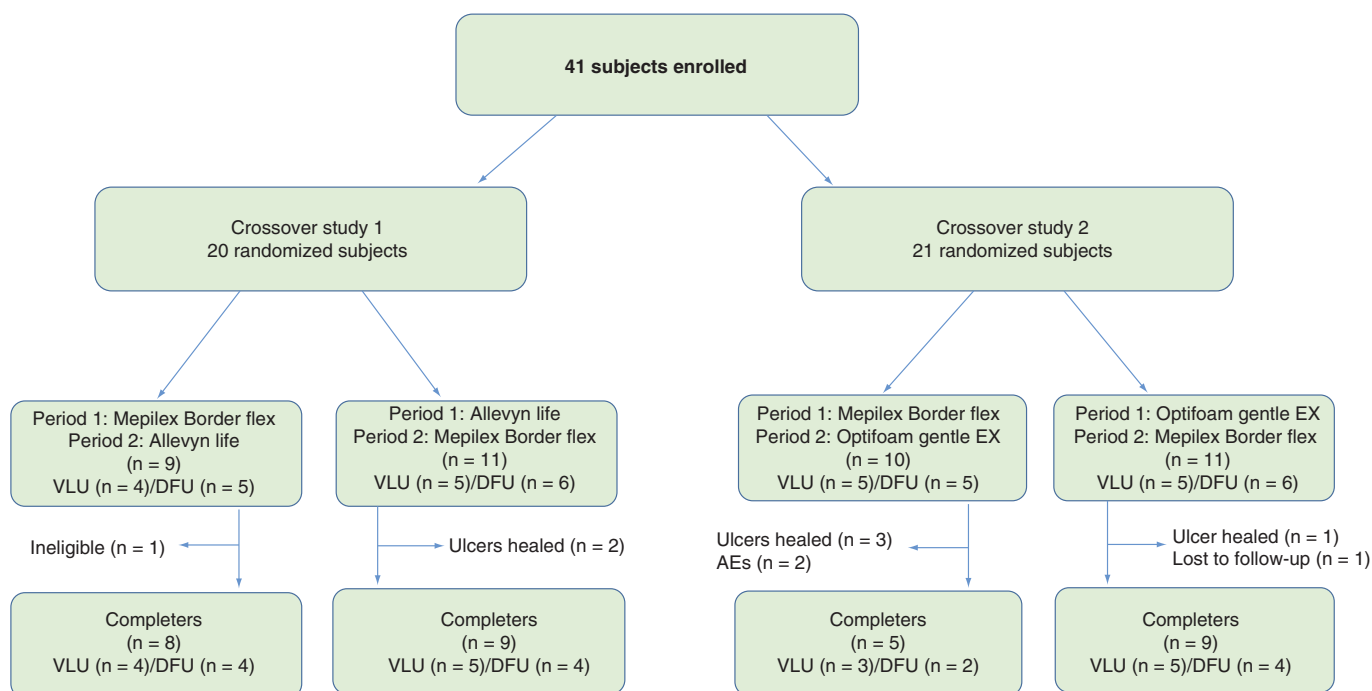 41 subjects enrolled
Crossover study 1
20 randomized subjects
Crossover study 2
21 randomized subjects
Period 1: Mepilex Border flex
Period 2: Allevyn life
(n = 9)
VLU (n = 4)/DFU (n = 5)
Period 1: Allevyn life
Period 2: Mepilex Border flex
(n = 11)
VLU (n = 5)/DFU (n = 6)
Period 1: Mepilex Border flex
Period 2: Optifoam gentle EX
(n = 10)
VLU (n = 5)/DFU (n = 5)
Period 1: Optifoam gentle EX
Period 2: Mepilex Border flex
(n = 11)
VLU (n = 5)/DFU (n = 6)
Ineligible (n = 1)
Ulcers healed (n = 2)
Ulcers healed (n = 3)
AEs (n = 2)
Ulcer healed (n = 1)
Lost to follow-up (n = 1)
Completers
(n = 8)
VLU (n = 4)/DFU (n = 4)
Completers
(n = 9)
VLU (n = 5)/DFU (n = 4)
Completers
(n = 5)
VLU (n = 3)/DFU (n = 2)
Completers
(n = 9)
VLU (n = 5)/DFU (n = 4)